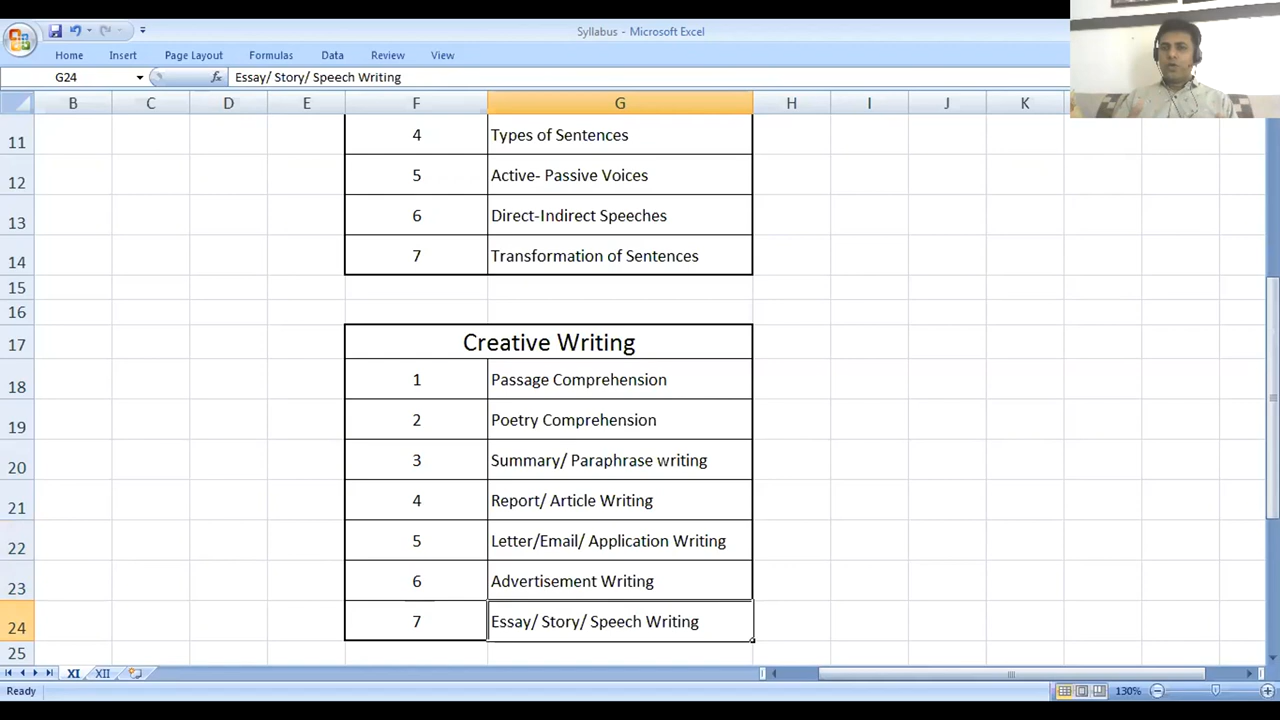 Syllabus - Microsoft Excel
Home Insert Page Layout Formulas Data Review View
G24 fx Essay/ Story/ Speech Writing
B C D E F G H I J K
11 4 Types of Sentences
12 5 Active- Passive Voices
13 6 Direct-Indirect Speeches
14 7 Transformation of Sentences
15
16
17 Creative Writing
18 1 Passage Comprehension
19 2 Poetry Comprehension
20 3 Summary/ Paraphrase writing
21 4 Report/ Article Writing
22 5 Letter/Email/ Application Writing
23 6 Advertisement Writing
24 7 Essay/ Story/ Speech Writing
25
XI XII
Ready 130%